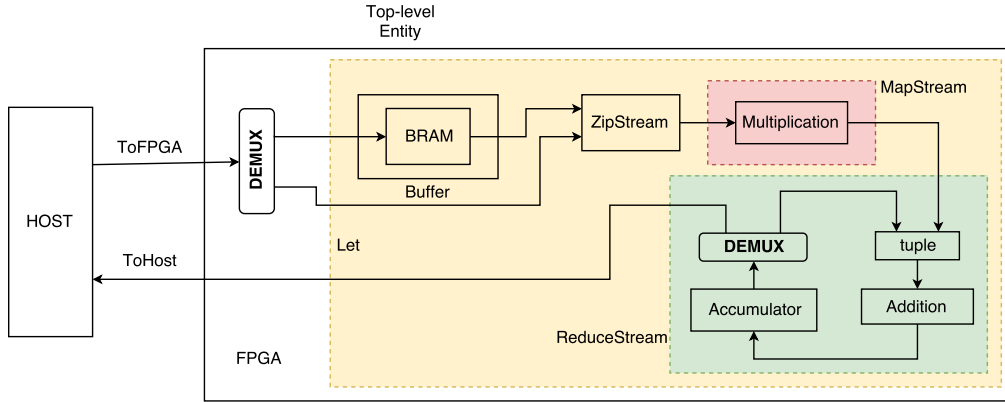 Top-level
Entity
MapStream
ToFPGA
DEMUX
BRAM
Buffer
ZipStream
Multiplication
HOST
Let
ToHost
DEMUX
tuple
Accumulator
Addition
ReduceStream
FPGA